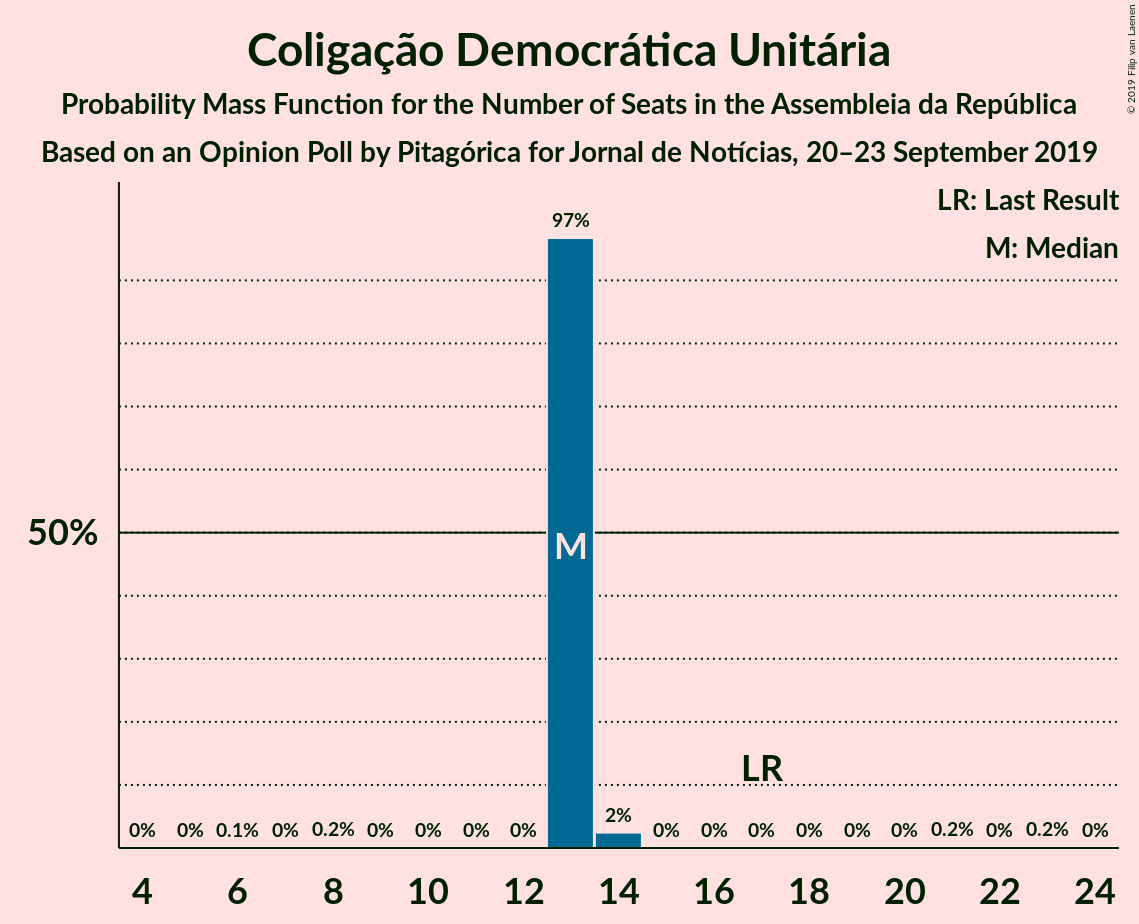 © 2019 Filip van Laenen
Coligação Democrática Unitária
Probability Mass Function for the Number of Seats in the Assembleia da República
Based on an Opinion Poll by Pitagórica for Jornal de Notícias, 20–23 September 2019
LR: Last Result
M: Median
97%
50%
M
LR
0% 0% 0.1% 0% 0.2% 0% 0% 0% 0% 2% 0% 0% 0% 0% 0% 0% 0.2% 0% 0.2% 0%
4 6 8 10 12 14 16 18 20 22 24